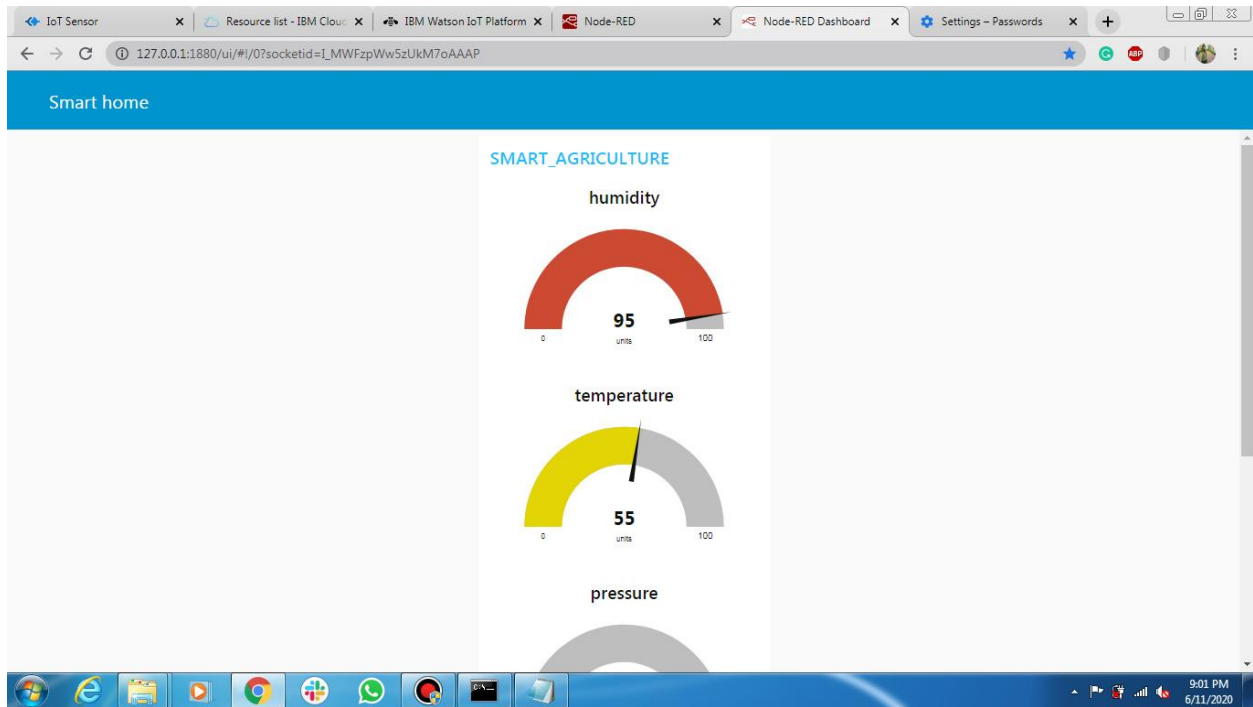 IoT Sensor
Resource list - IBM Clouc
IBM Watson IoT Platform
Node-RED
Node-RED Dashboard
Settings – Passwords
127.0.0.1:1880/ui/#!/0?socketid=I_MWFzpWw5zUkM7oAAAP
ABP
Smart home
SMART_AGRICULTURE
humidity
95
units
0
100
temperature
55
units
0
100
pressure
9:01 PM
6/11/2020